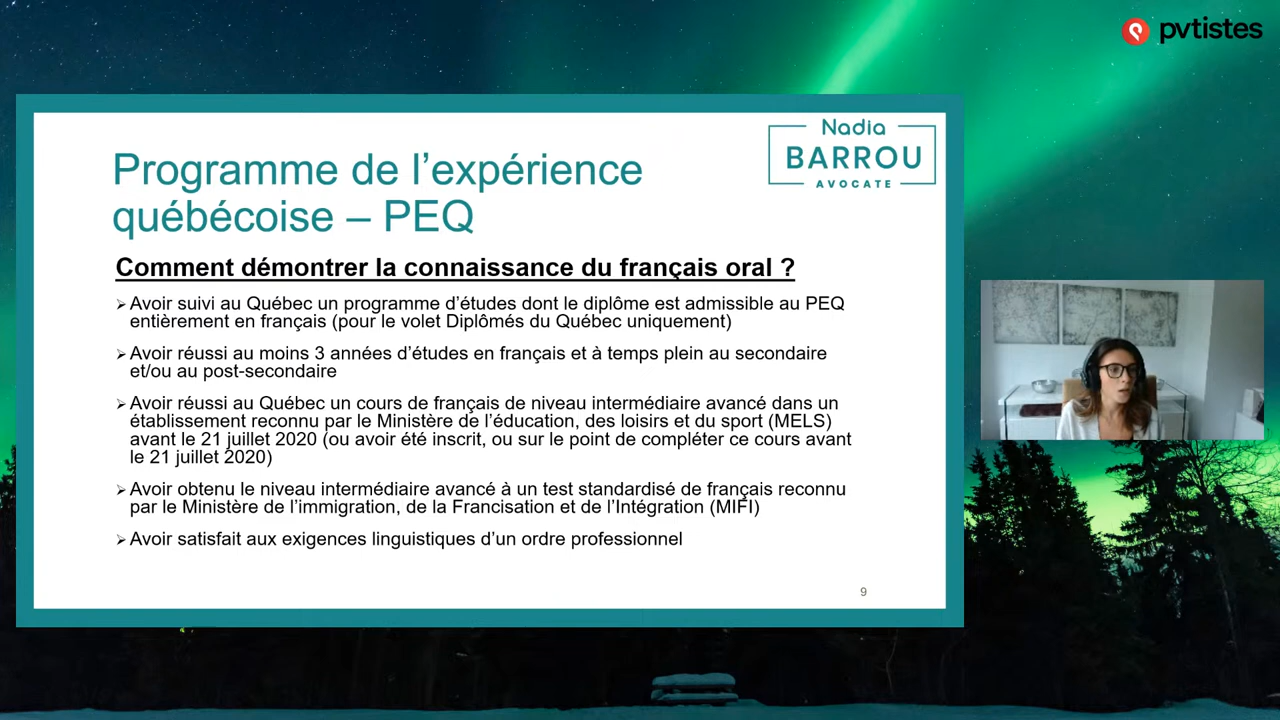 pvtistes
Nadia
BARROU
AVOCATE
Programme de l’expérience
québécoise – PEQ
Comment démontrer la connaissance du français oral ?
➢ Avoir suivi au Québec un programme d’études dont le diplôme est admissible au PEQ
entièrement en français (pour le volet Diplômés du Québec uniquement)
➢ Avoir réussi au moins 3 années d’études en français et à temps plein au secondaire
et/ou au post-secondaire
➢ Avoir réussi au Québec un cours de français de niveau intermédiaire avancé dans un
établissement reconnu par le Ministère de l’éducation, des loisirs et du sport (MELS)
avant le 21 juillet 2020 (ou avoir été inscrit, ou sur le point de compléter ce cours avant
le 21 juillet 2020)
➢ Avoir obtenu le niveau intermédiaire avancé à un test standardisé de français reconnu
par le Ministère de l’immigration, de la Francisation et de l’Intégration (MIFI)
➢ Avoir satisfait aux exigences linguistiques d’un ordre professionnel
9